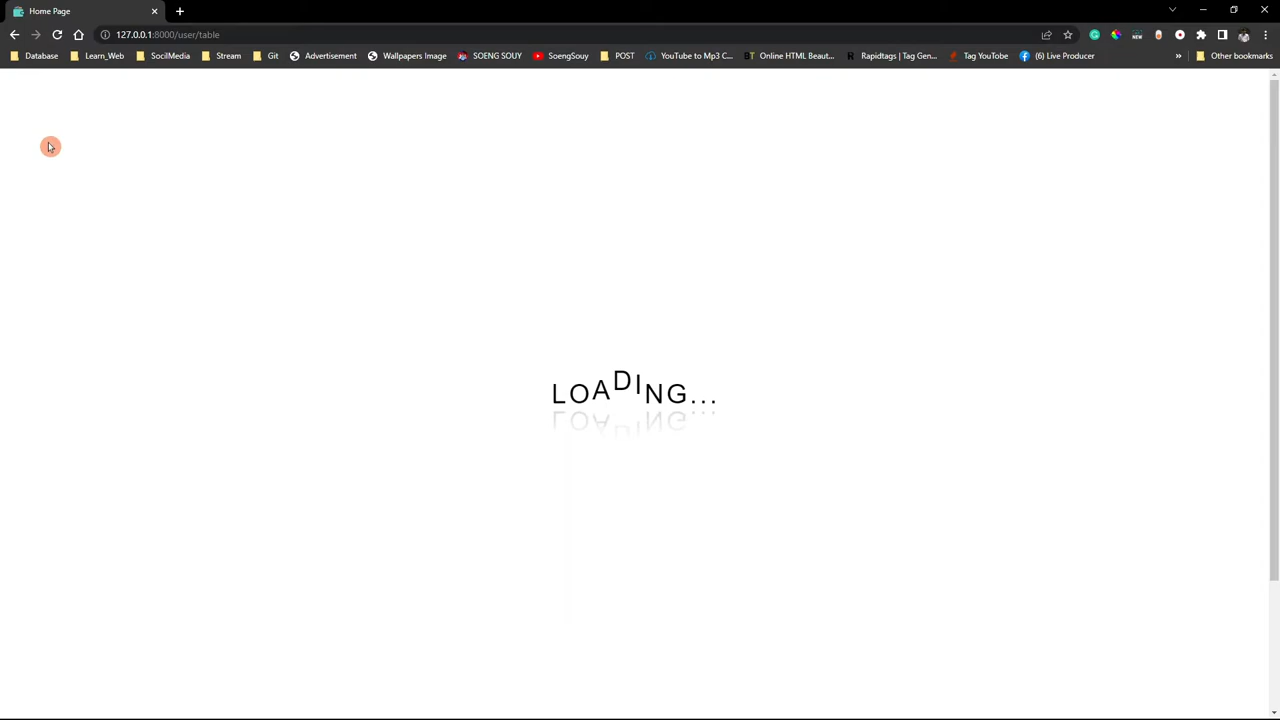 Home Page
127.0.0.1:8000/user/table
Database Learn_Web SocilMedia Stream Git Advertisement Wallpapers Image SOENG SOUY SoengSouy POST YouTube to Mp3 C... Online HTML Beaut... Rapidtags | Tag Gen... Tag YouTube (6) Live Producer » Other bookmarks
LOADING...